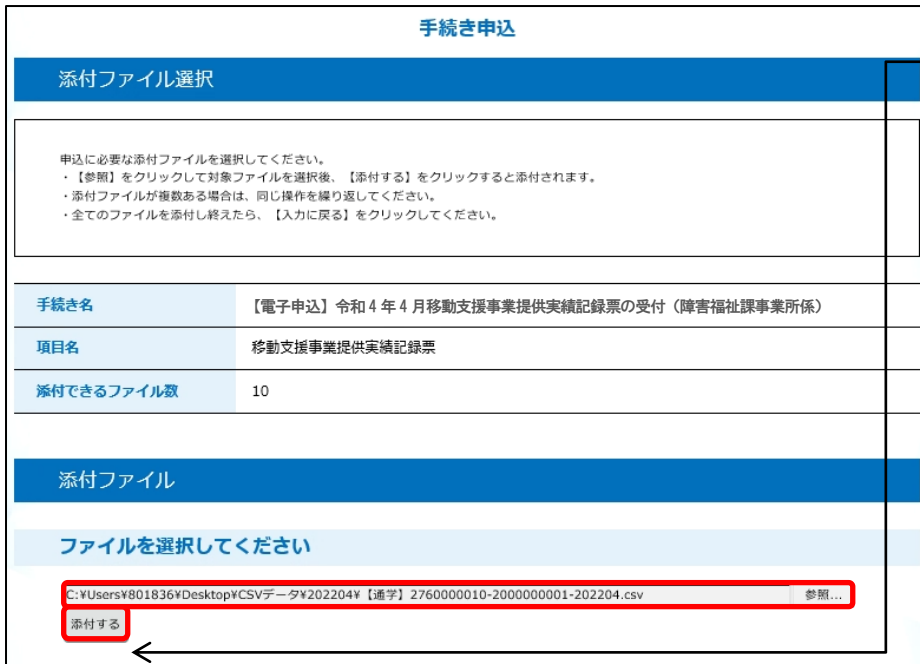 手続き申込
添付ファイル選択
申込に必要な添付ファイルを選択してください。
・【参照】をクリックして対象ファイルを選択後、【添付する】をクリックすると添付されます。
・添付ファイルが複数ある場合は、同じ操作を繰り返してください。
・全てのファイルを添付し終えたら、【入力に戻る】をクリックしてください。
手続き名 【電子申込】令和4年4月移動支援事業提供実績記録票の受付（障害福祉課事業所係）
項目名 移動支援事業提供実績記録票
添付できるファイル数 10
添付ファイル
ファイルを選択してください
C:¥Users¥801836¥Desktop¥CSVデータ¥202204¥【通学】2760000010-2000000001-202204.csv 参照...
添付する